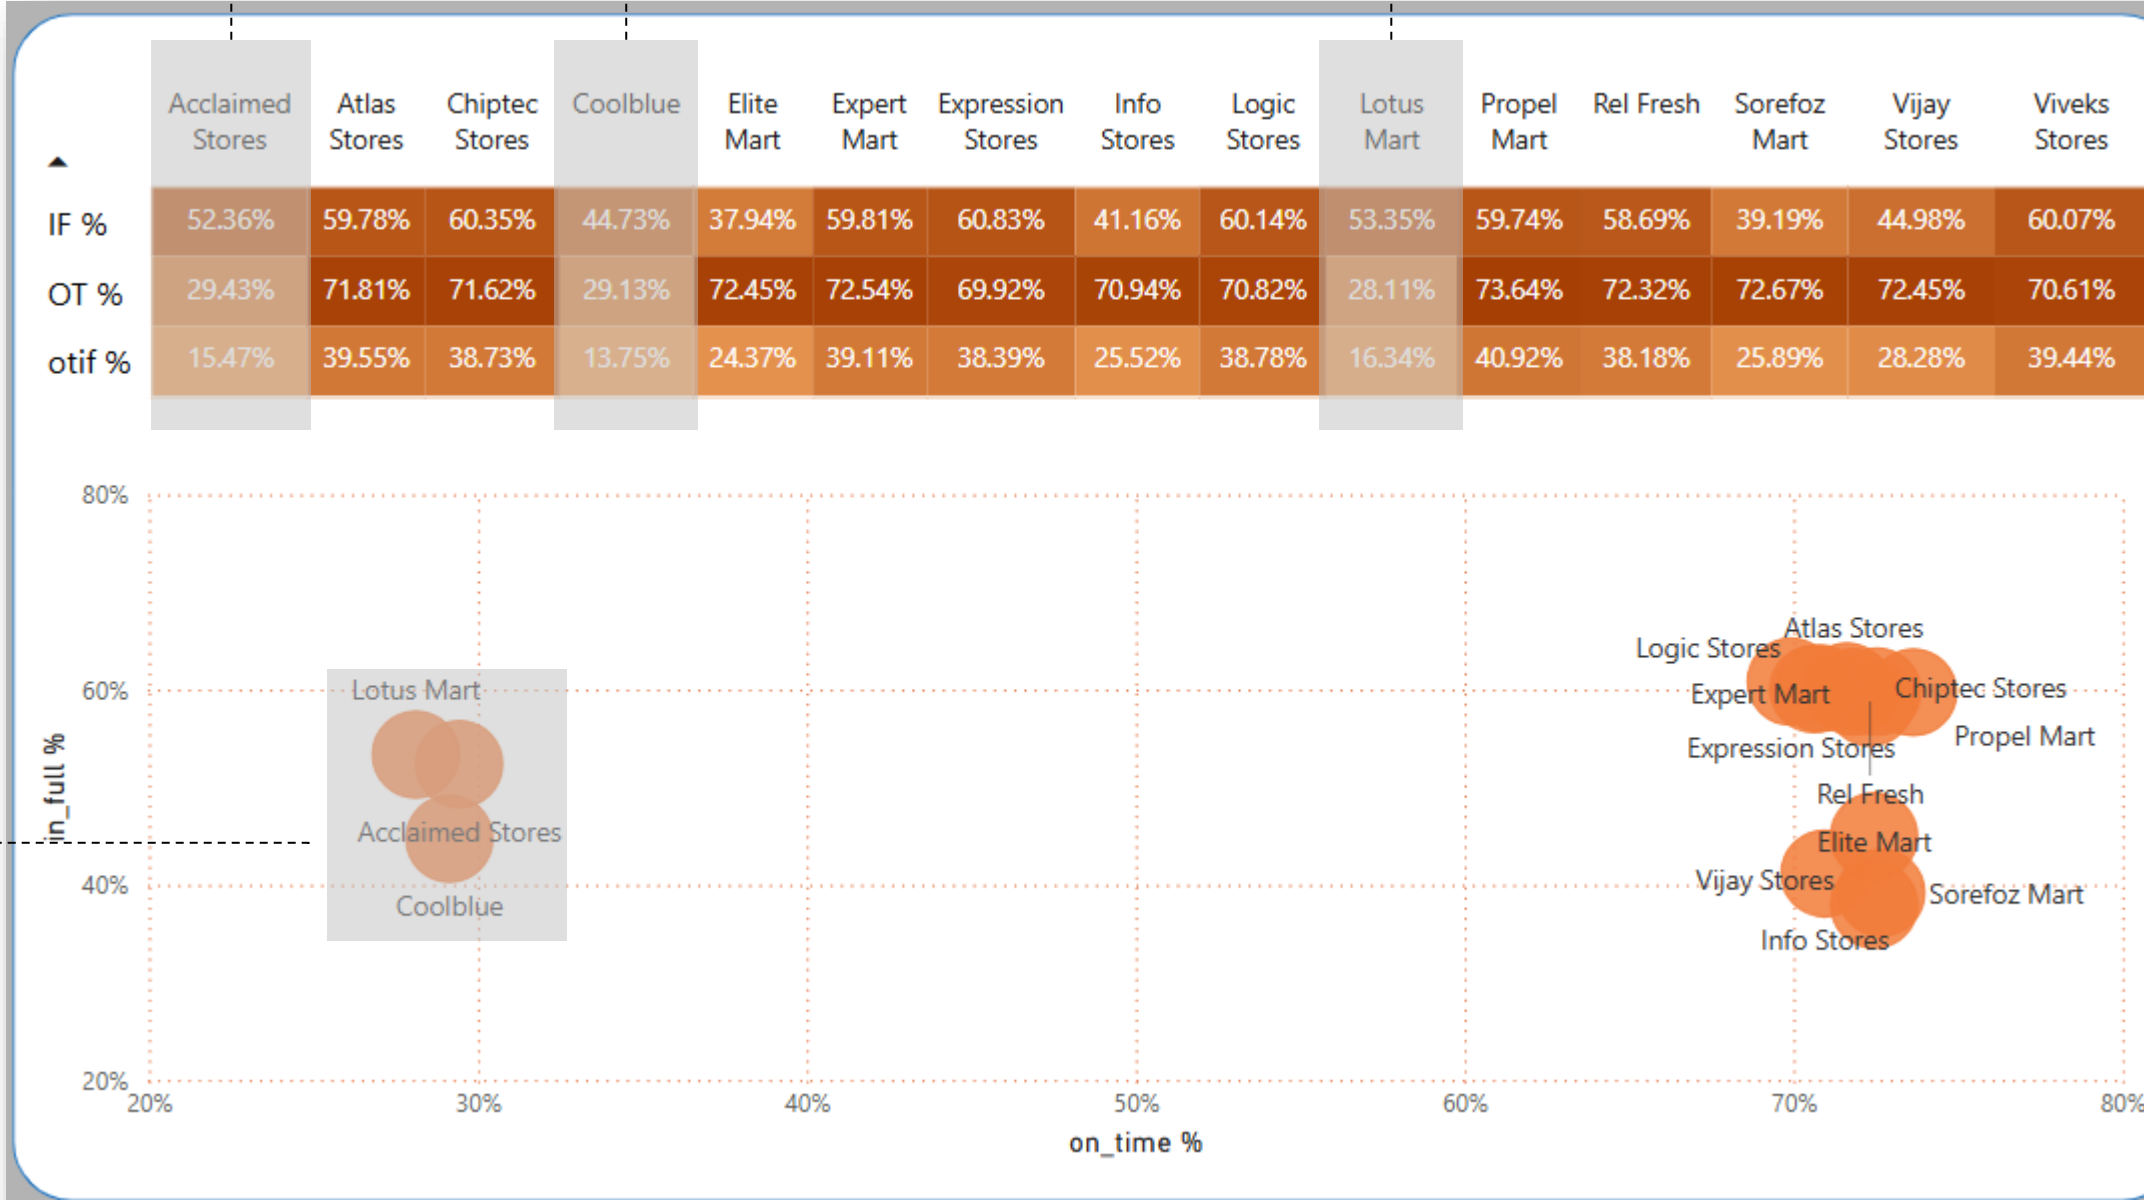 Acclaimed Stores Atlas Stores Chiptec Stores Coolblue Elite Mart Expert Mart Expression Stores Info Stores Logic Stores Lotus Mart Propel Mart Rel Fresh Sorefoz Mart Vijay Stores Viveks Stores
IF % 52.36% 59.78% 60.35% 44.73% 37.94% 59.81% 60.83% 41.16% 60.14% 53.35% 59.74% 58.69% 39.19% 44.98% 60.07%
OT % 29.43% 71.81% 71.62% 29.13% 72.45% 72.54% 69.92% 70.94% 70.82% 28.11% 73.64% 72.32% 72.67% 72.45% 70.61%
otif % 15.47% 39.55% 38.73% 13.75% 24.37% 39.11% 38.39% 25.52% 38.78% 16.34% 40.92% 38.18% 25.89% 28.28% 39.44%
80%
60%
40%
20%
in_full %
Lotus Mart
Acclaimed Stores
Coolblue
Atlas Stores
Logic Stores
Expert Mart
Chiptec Stores
Propel Mart
Expression Stores
Rel Fresh
Elite Mart
Vijay Stores
Sorefoz Mart
Info Stores
20% 30% 40% 50% 60% 70% 80%
on_time %